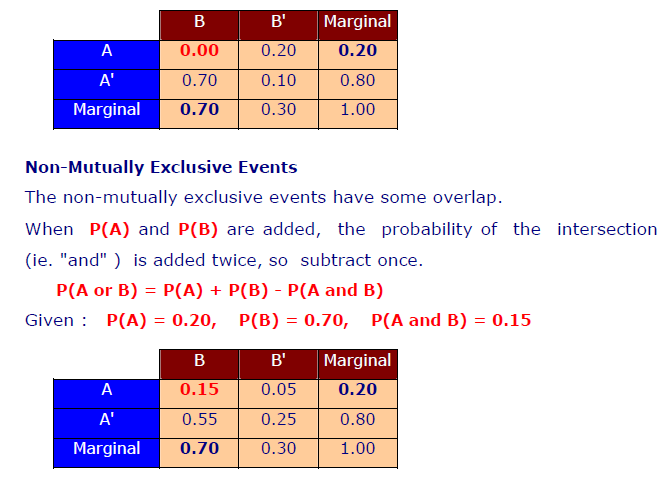 B B' Marginal
A 0.00 0.20 0.20
A' 0.70 0.10 0.80
Marginal 0.70 0.30 1.00
Non-Mutually Exclusive Events
The non-mutually exclusive events have some overlap.
When P(A) and P(B) are added, the probability of the intersection
(ie. "and" ) is added twice, so subtract once.
P(A or B) = P(A) + P(B) - P(A and B)
Given : P(A) = 0.20, P(B) = 0.70, P(A and B) = 0.15
B B' Marginal
A 0.15 0.05 0.20
A' 0.55 0.25 0.80
Marginal 0.70 0.30 1.00